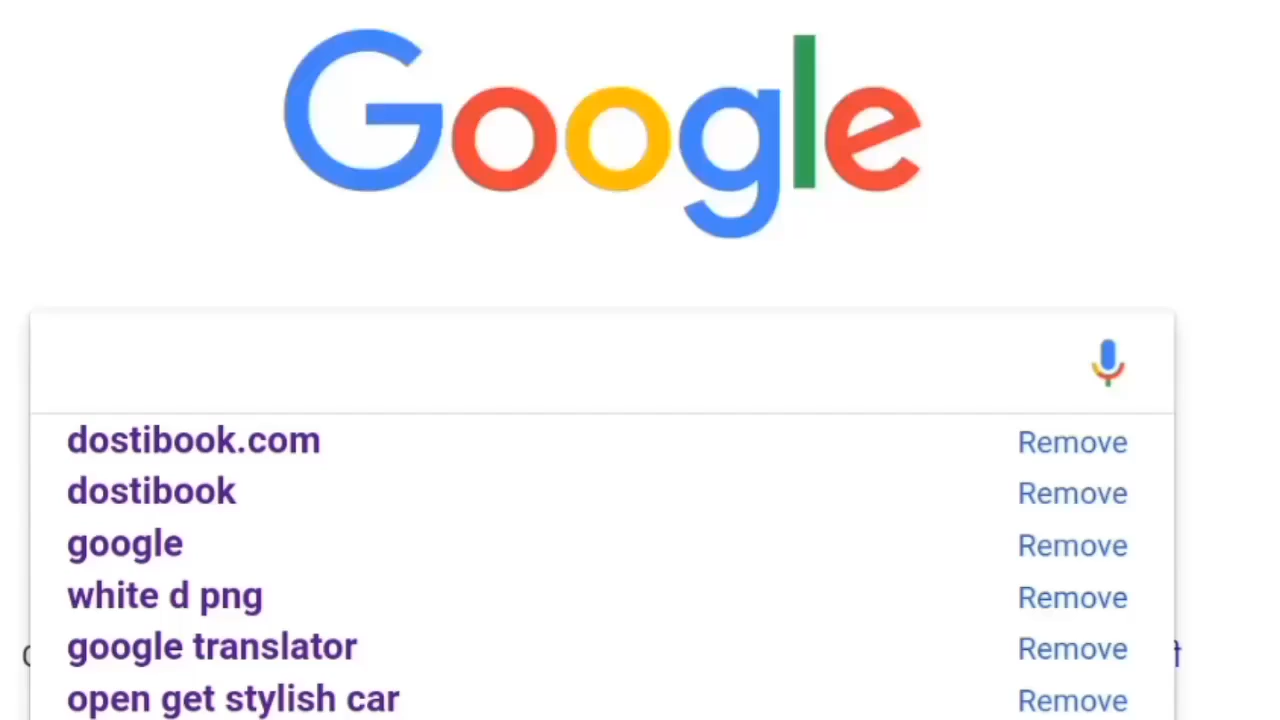 Google
dostibook.com Remove
dostibook Remove
google Remove
white d png Remove
google translator Remove
open get stylish car Remove